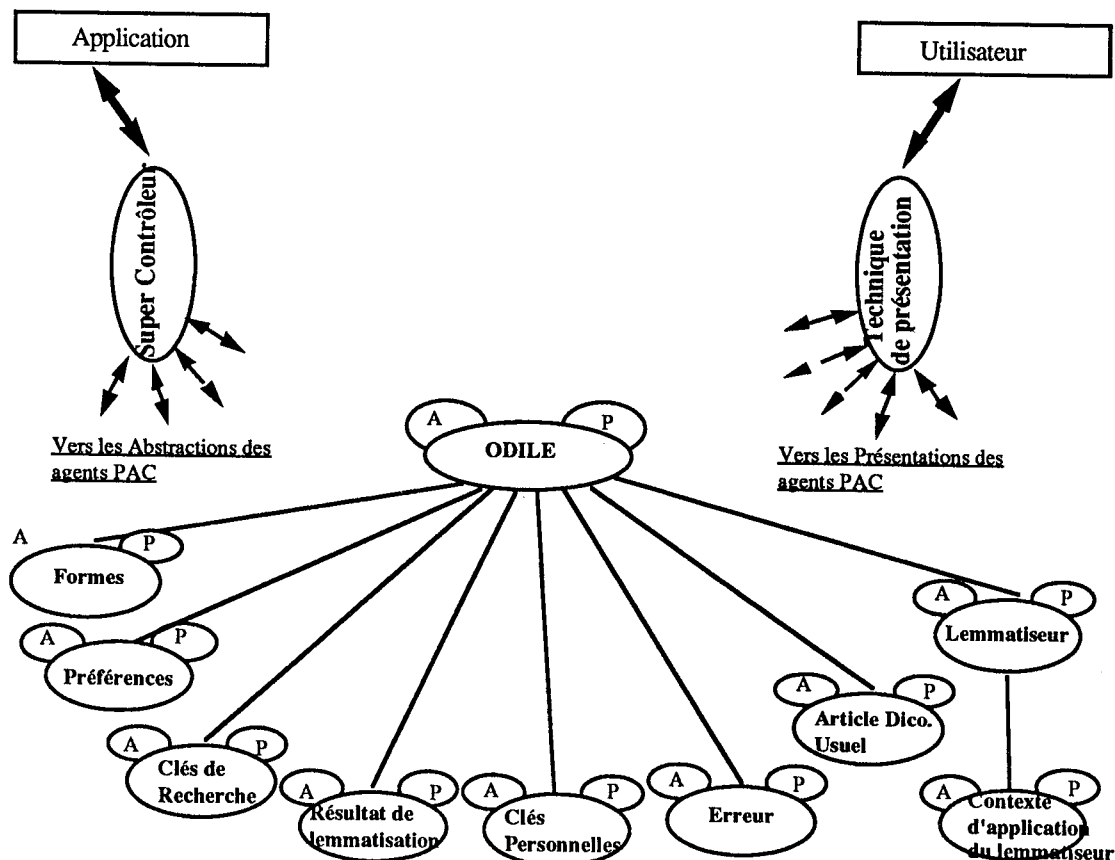 Application
Utilisateur
Super Contrôleur.
Technique
de présentation
Vers les Abstractions des
agents PAC
Vers les Présentations des
agents PAC
A
P
ODILE
A
P
Formes
A
P
Préférences
A
P
Clés de
Recherche
A
P
Résultat de
lemmatisation
A
P
Clés
Personnelles
A
P
Erreur
A
P
Article Dico.
Usuel
A
P
Lemmatiseur
A
P
Contexte
d'application
du lemmatiseur